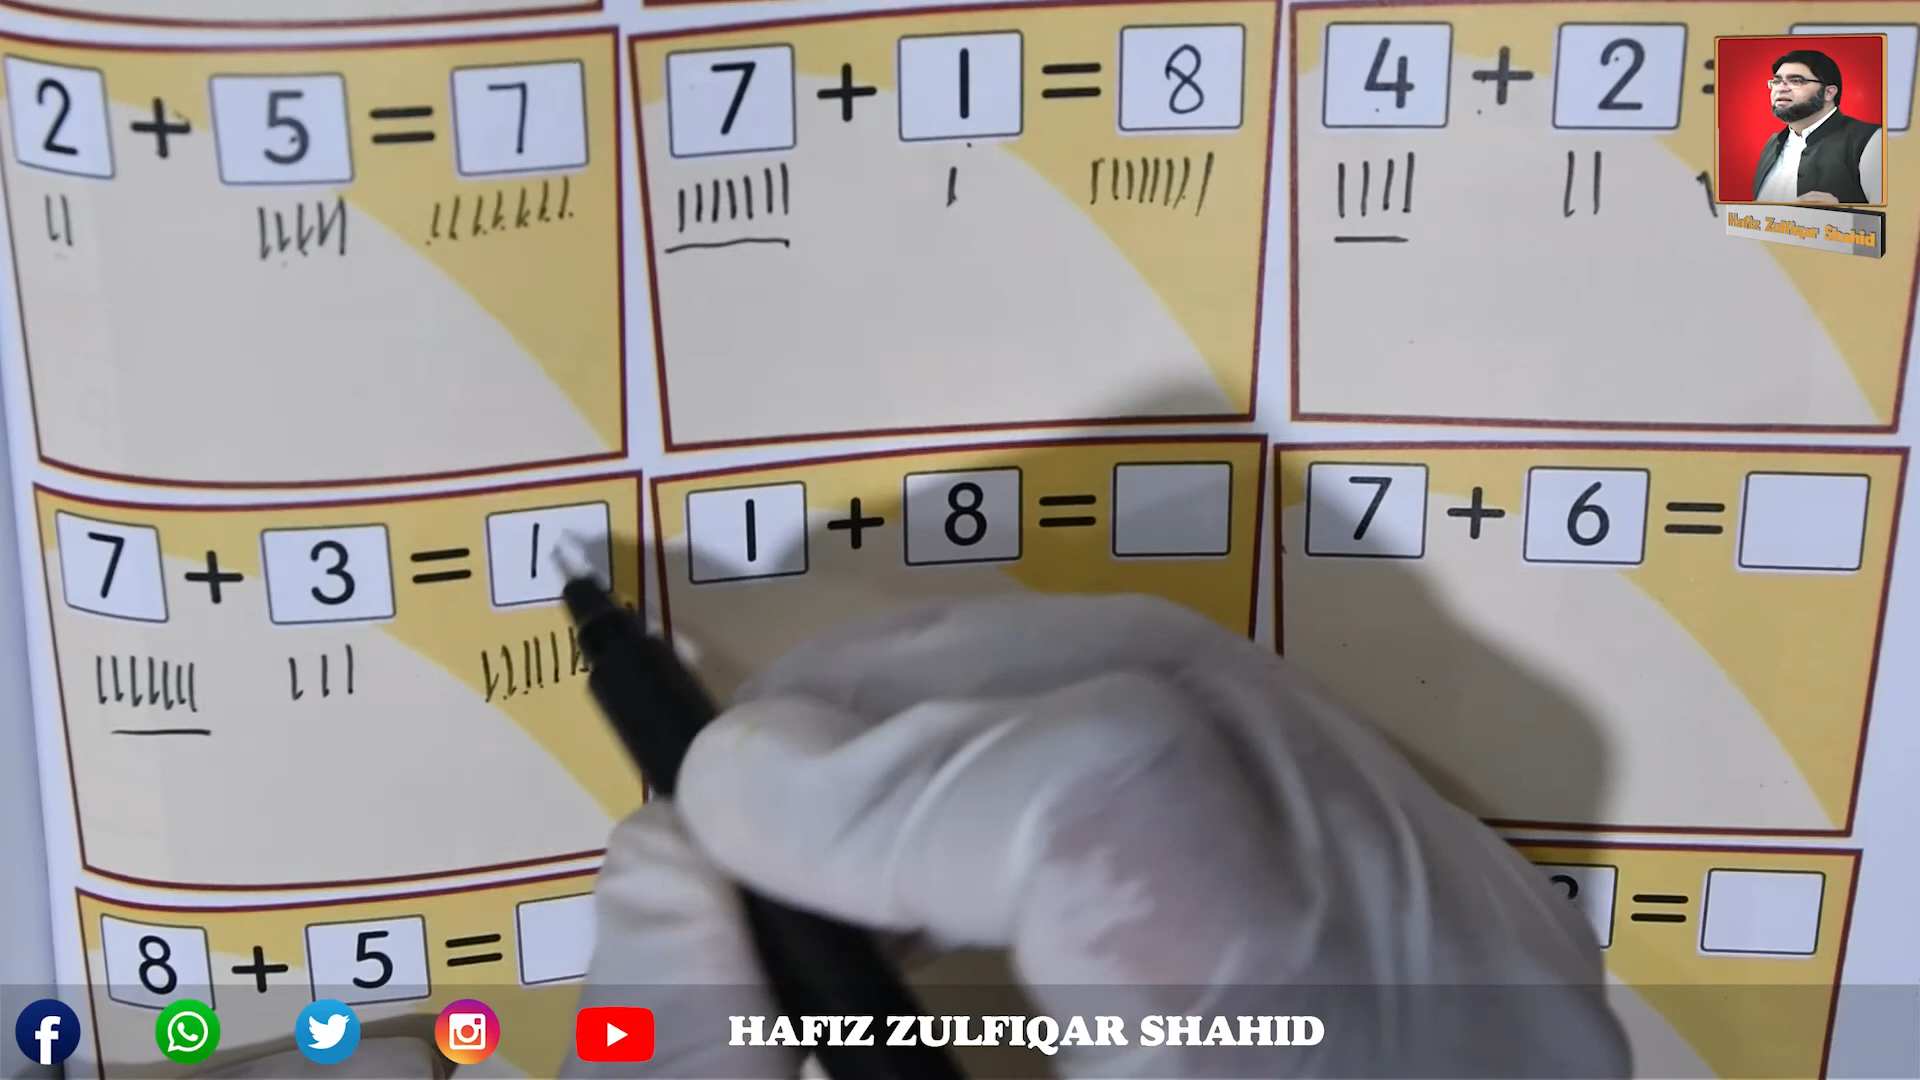 2 + 5 = 7
7 + 1 = 8
4 + 2
Hafiz Zulfiqar Shahid
7 + 3 = 1
1 + 8 =
7 + 6 =
8 + 5 =
=
HAFIZ ZULFIQAR SHAHID